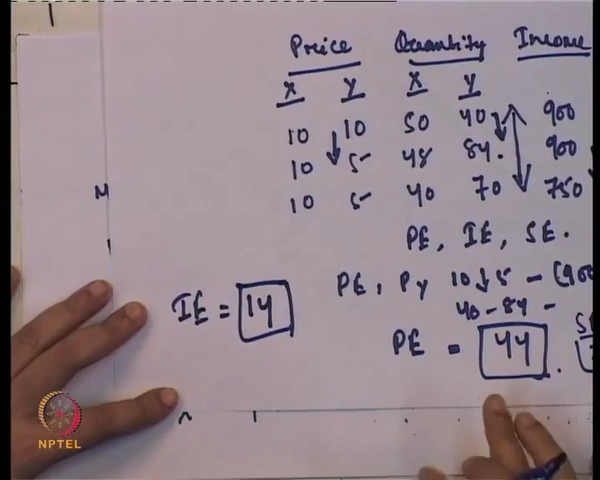 Price Quantity Income
X Y X Y
10 10 50 40 900
10 5 48 84. 900
10 5 40 70 750
PE, IE, SE.
PE, Py 10 ↓ 5 - (900
40 - 84 -
IE = 14
PE = 44.
NPTEL